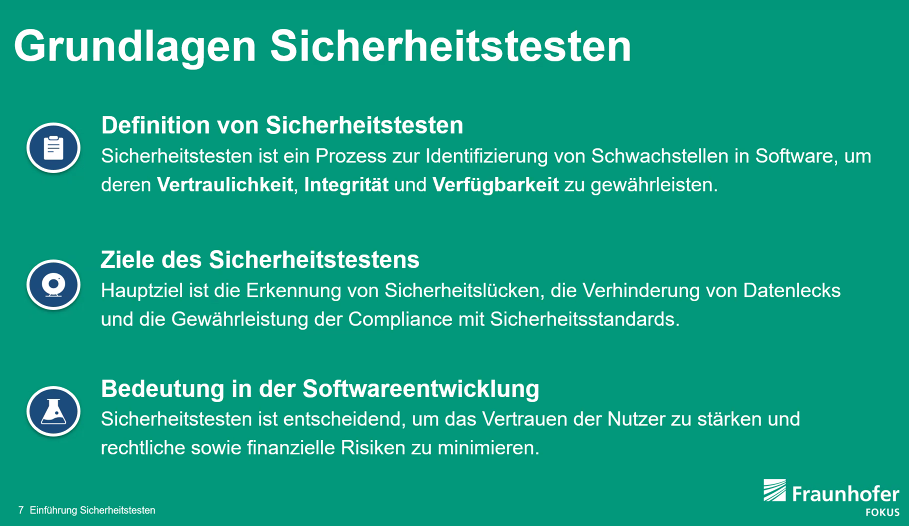 Grundlagen Sicherheitstesten
Definition von Sicherheitstesten
Sicherheitstesten ist ein Prozess zur Identifizierung von Schwachstellen in Software, um
deren Vertraulichkeit, Integrität und Verfügbarkeit zu gewährleisten.
Ziele des Sicherheitstestens
Hauptziel ist die Erkennung von Sicherheitslücken, die Verhinderung von Datenlecks
und die Gewährleistung der Compliance mit Sicherheitsstandards.
Bedeutung in der Softwareentwicklung
Sicherheitstesten ist entscheidend, um das Vertrauen der Nutzer zu stärken und
rechtliche sowie finanzielle Risiken zu minimieren.
7 Einführung Sicherheitstesten
Fraunhofer
FOKUS